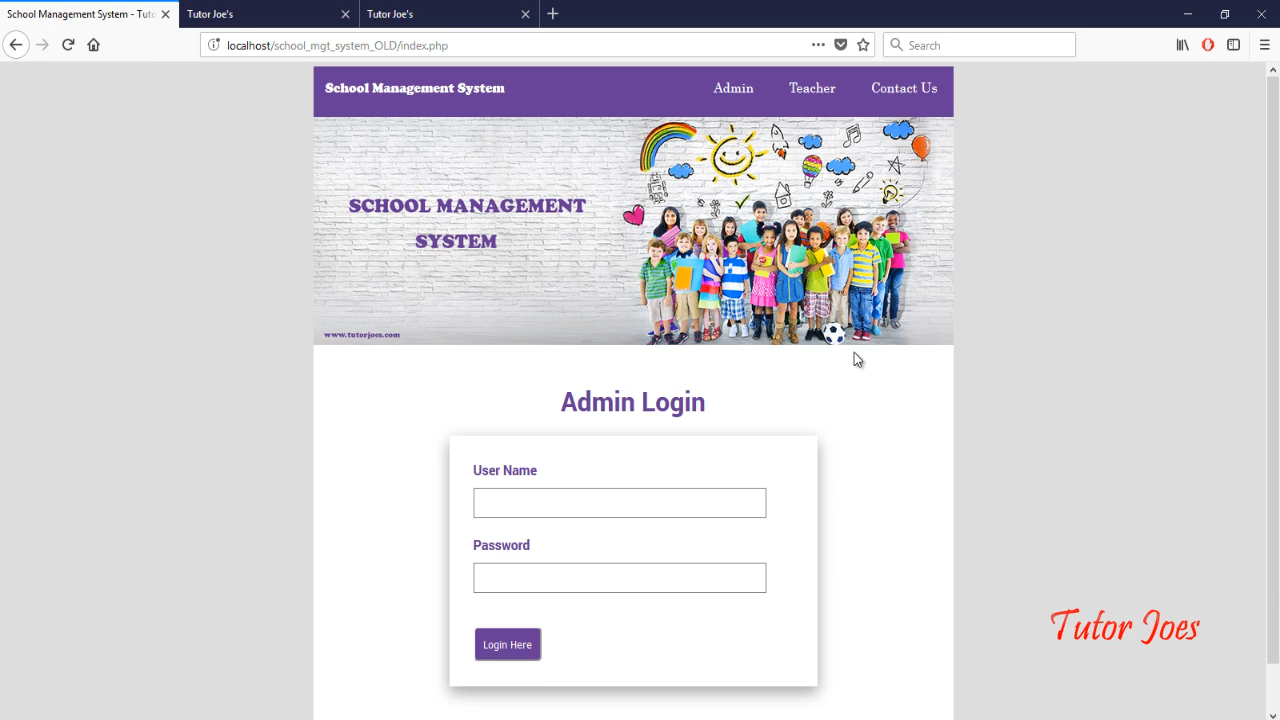 School Management System - Tuto
Tutor Joe's
Tutor Joe's
localhost/school_mgt_system_OLD/index.php
Search
School Management System
Admin
Teacher
Contact Us
SCHOOL MANAGEMENT
SYSTEM
www.tutorjoes.com
Admin Login
User Name
Password
Login Here
Tutor Joes